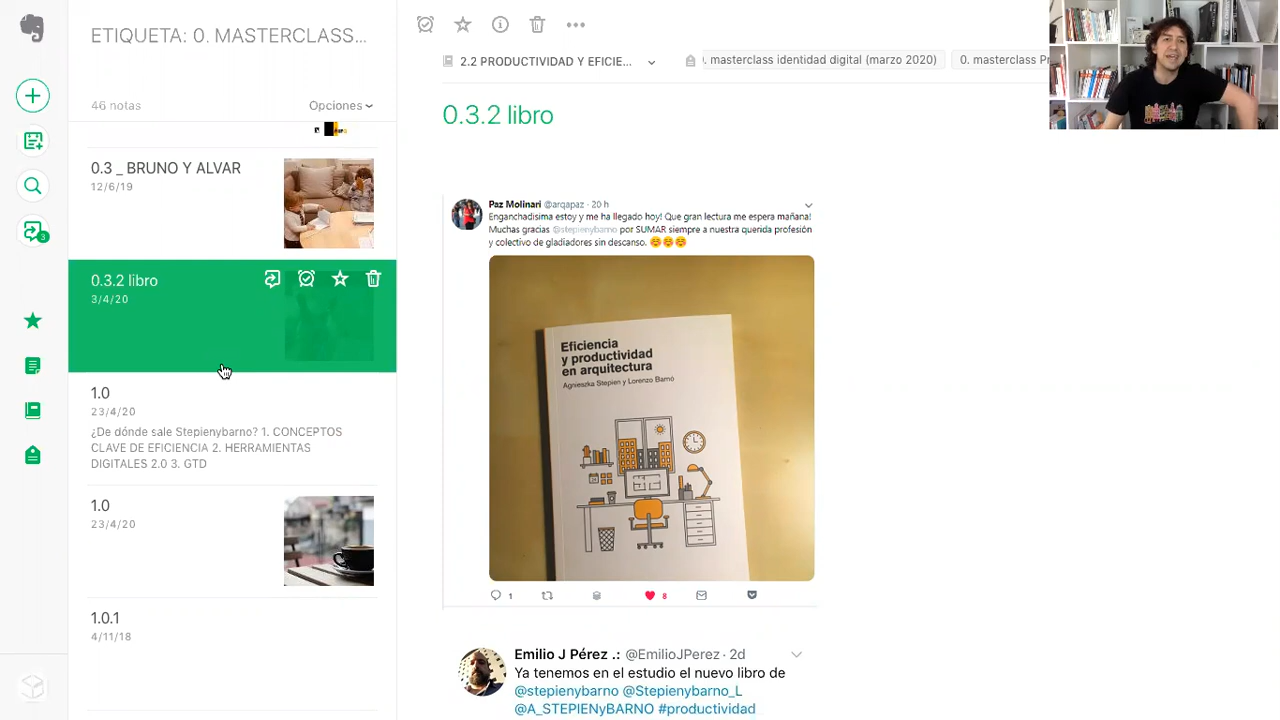 ETIQUETA: 0. MASTERCLASS...
46 notas
Opciones
0.3 _ BRUNO Y ALVAR
12/6/19
0.3.2 libro
3/4/20
1.0
23/4/20
¿De dónde sale Stepienybarno? 1. CONCEPTOS
CLAVE DE EFICIENCIA 2. HERRAMIENTAS
DIGITALES 2.0 3. GTD
1.0
23/4/20
1.0.1
4/11/18
3
2.2 PRODUCTIVIDAD Y EFICIE...
. masterclass identidad digital (marzo 2020)
0. masterclass Pr
0.3.2 libro
Paz Molinari @arqapaz · 20 h
Enganchadísima estoy y me ha llegado hoy! Que gran lectura me espera mañana!
Muchas gracias @stepienybarno por SUMAR siempre a nuestra querida profesión
y colectivo de gladiadores sin descanso.
Eficiencia
y productividad
en arquitectura
Agnieszka Stepien y Lorenzo Barnó
1
8
Emilio J Pérez .: @EmilioJPerez · 2d
Ya tenemos en el estudio el nuevo libro de
@stepienybarno @Stepienybarno_L
@A_STEPIENyBARNO #productividad